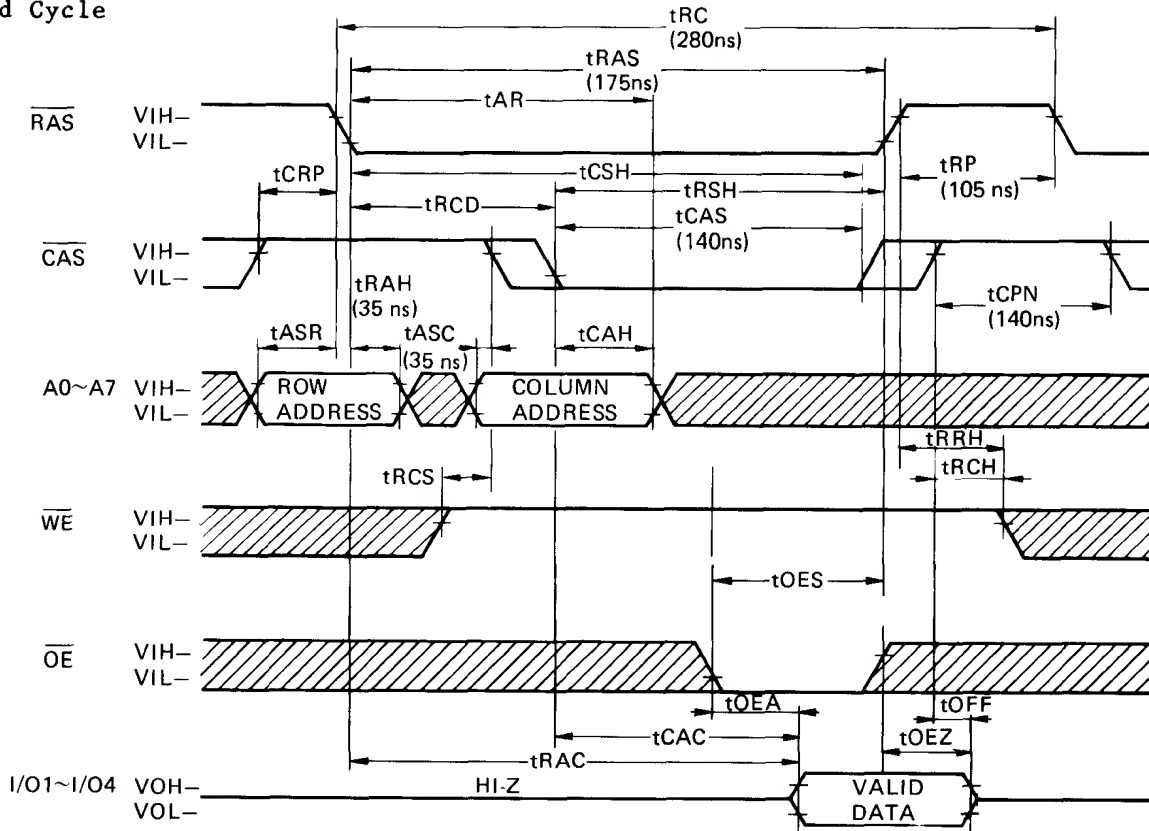 d Cycle
tRC
(280ns)
tRAS
(175ns)
tAR
RAS VIH–
VIL–
tCRP
tCSH
tRP
(105 ns)
tRSH
tRCD
tCAS
(140ns)
CAS VIH–
VIL–
tRAH
(35 ns)
tCPN
(140ns)
tASR
tASC
(35 ns)
tCAH
A0~A7 VIH–
VIL–
ROW
ADDRESS
COLUMN
ADDRESS
tRRH
tRCS
tRCH
WE VIH–
VIL–
tOES
OE VIH–
VIL–
tOEA
tOFF
tCAC
tOEZ
tRAC
I/O1~I/O4 VOH–
VOL–
HI-Z
VALID
DATA